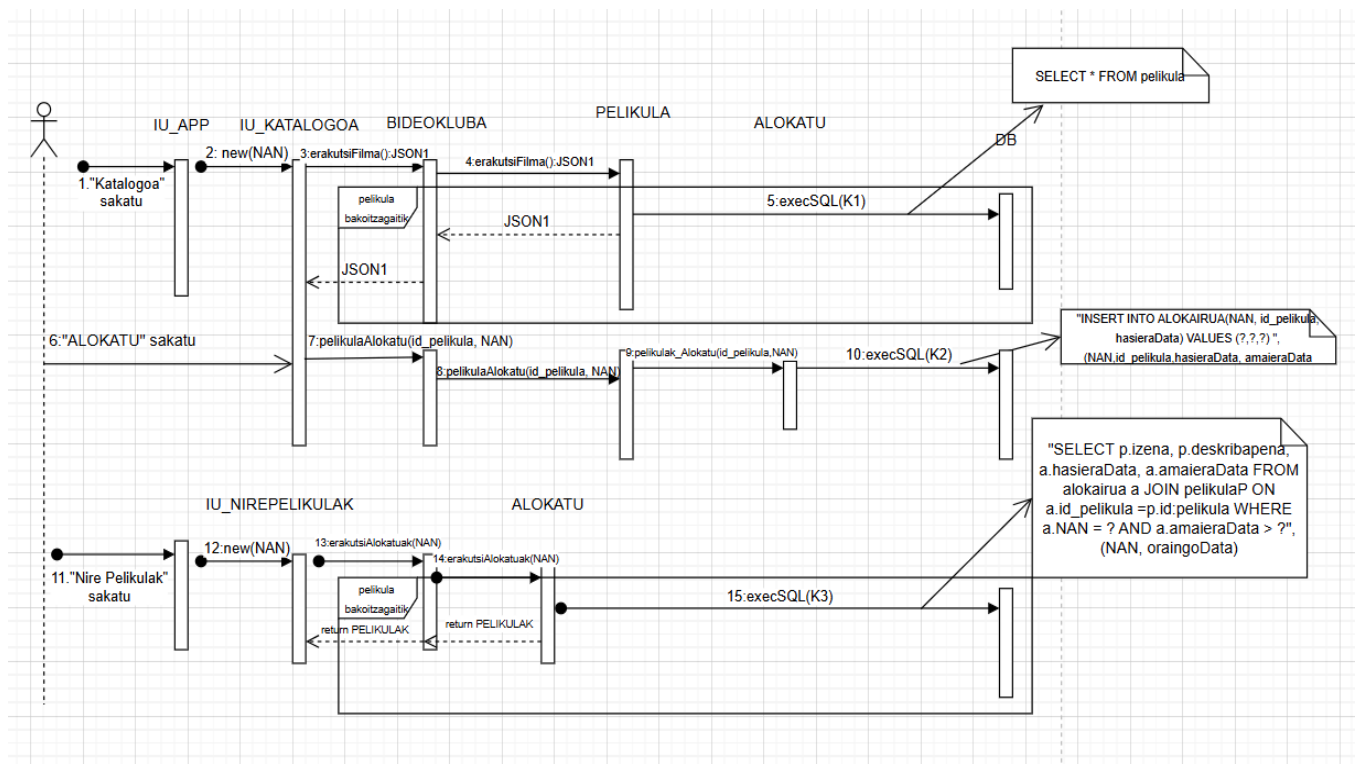 SELECT * FROM pelikula
IU_APP
IU_KATALOGOA
BIDEOKLUBA
PELIKULA
ALOKATU
DB
1."Katalogoa"
sakatu
2: new(NAN)
3:erakutsiFilma():JSON1
4:erakutsiFilma():JSON1
pelikula
bakoitzagaitik
5:execSQL(K1)
JSON1
JSON1
6:"ALOKATU" sakatu
7:pelikulaAlokatu(id_pelikula, NAN)
8:pelikulaAlokatu(id_pelikula, NAN)
9:pelikulak_Alokatu(id_pelikula,NAN)
10:execSQL(K2)
"INSERT INTO ALOKAIRUA(NAN, id_pelikula,
hasieraData) VALUES (?,?,?) ",
(NAN,id_pelikula,hasieraData, amaieraData
"SELECT p.izena, p.deskribapena,
a.hasieraData, a.amaieraData FROM
alokairua a JOIN pelikulaP ON
a.id_pelikula =p.id:pelikula WHERE
a.NAN = ? AND a.amaieraData > ?",
(NAN, oraingoData)
IU_NIREPELIKULAK
ALOKATU
11."Nire Pelikulak"
sakatu
12:new(NAN)
13:erakutsiAlokatuak(NAN)
14:erakutsiAlokatuak(NAN)
pelikula
bakoitzagaitik
15:execSQL(K3)
return PELIKULAK
return PELIKULAK